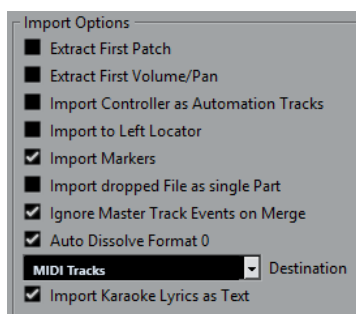 Import Options
Extract First Patch
Extract First Volume/Pan
Import Controller as Automation Tracks
Import to Left Locator
Import Markers
Import dropped File as single Part
Ignore Master Track Events on Merge
Auto Dissolve Format 0
MIDI Tracks Destination
Import Karaoke Lyrics as Text